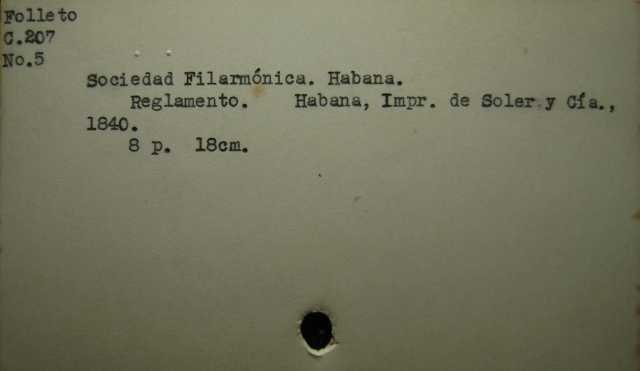 Folleto
C.207
No.5
Sociedad Filarmónica. Habana.
Reglamento. Habana, Impr. de Soler y Cía.,
1840.
8 p. 18cm.